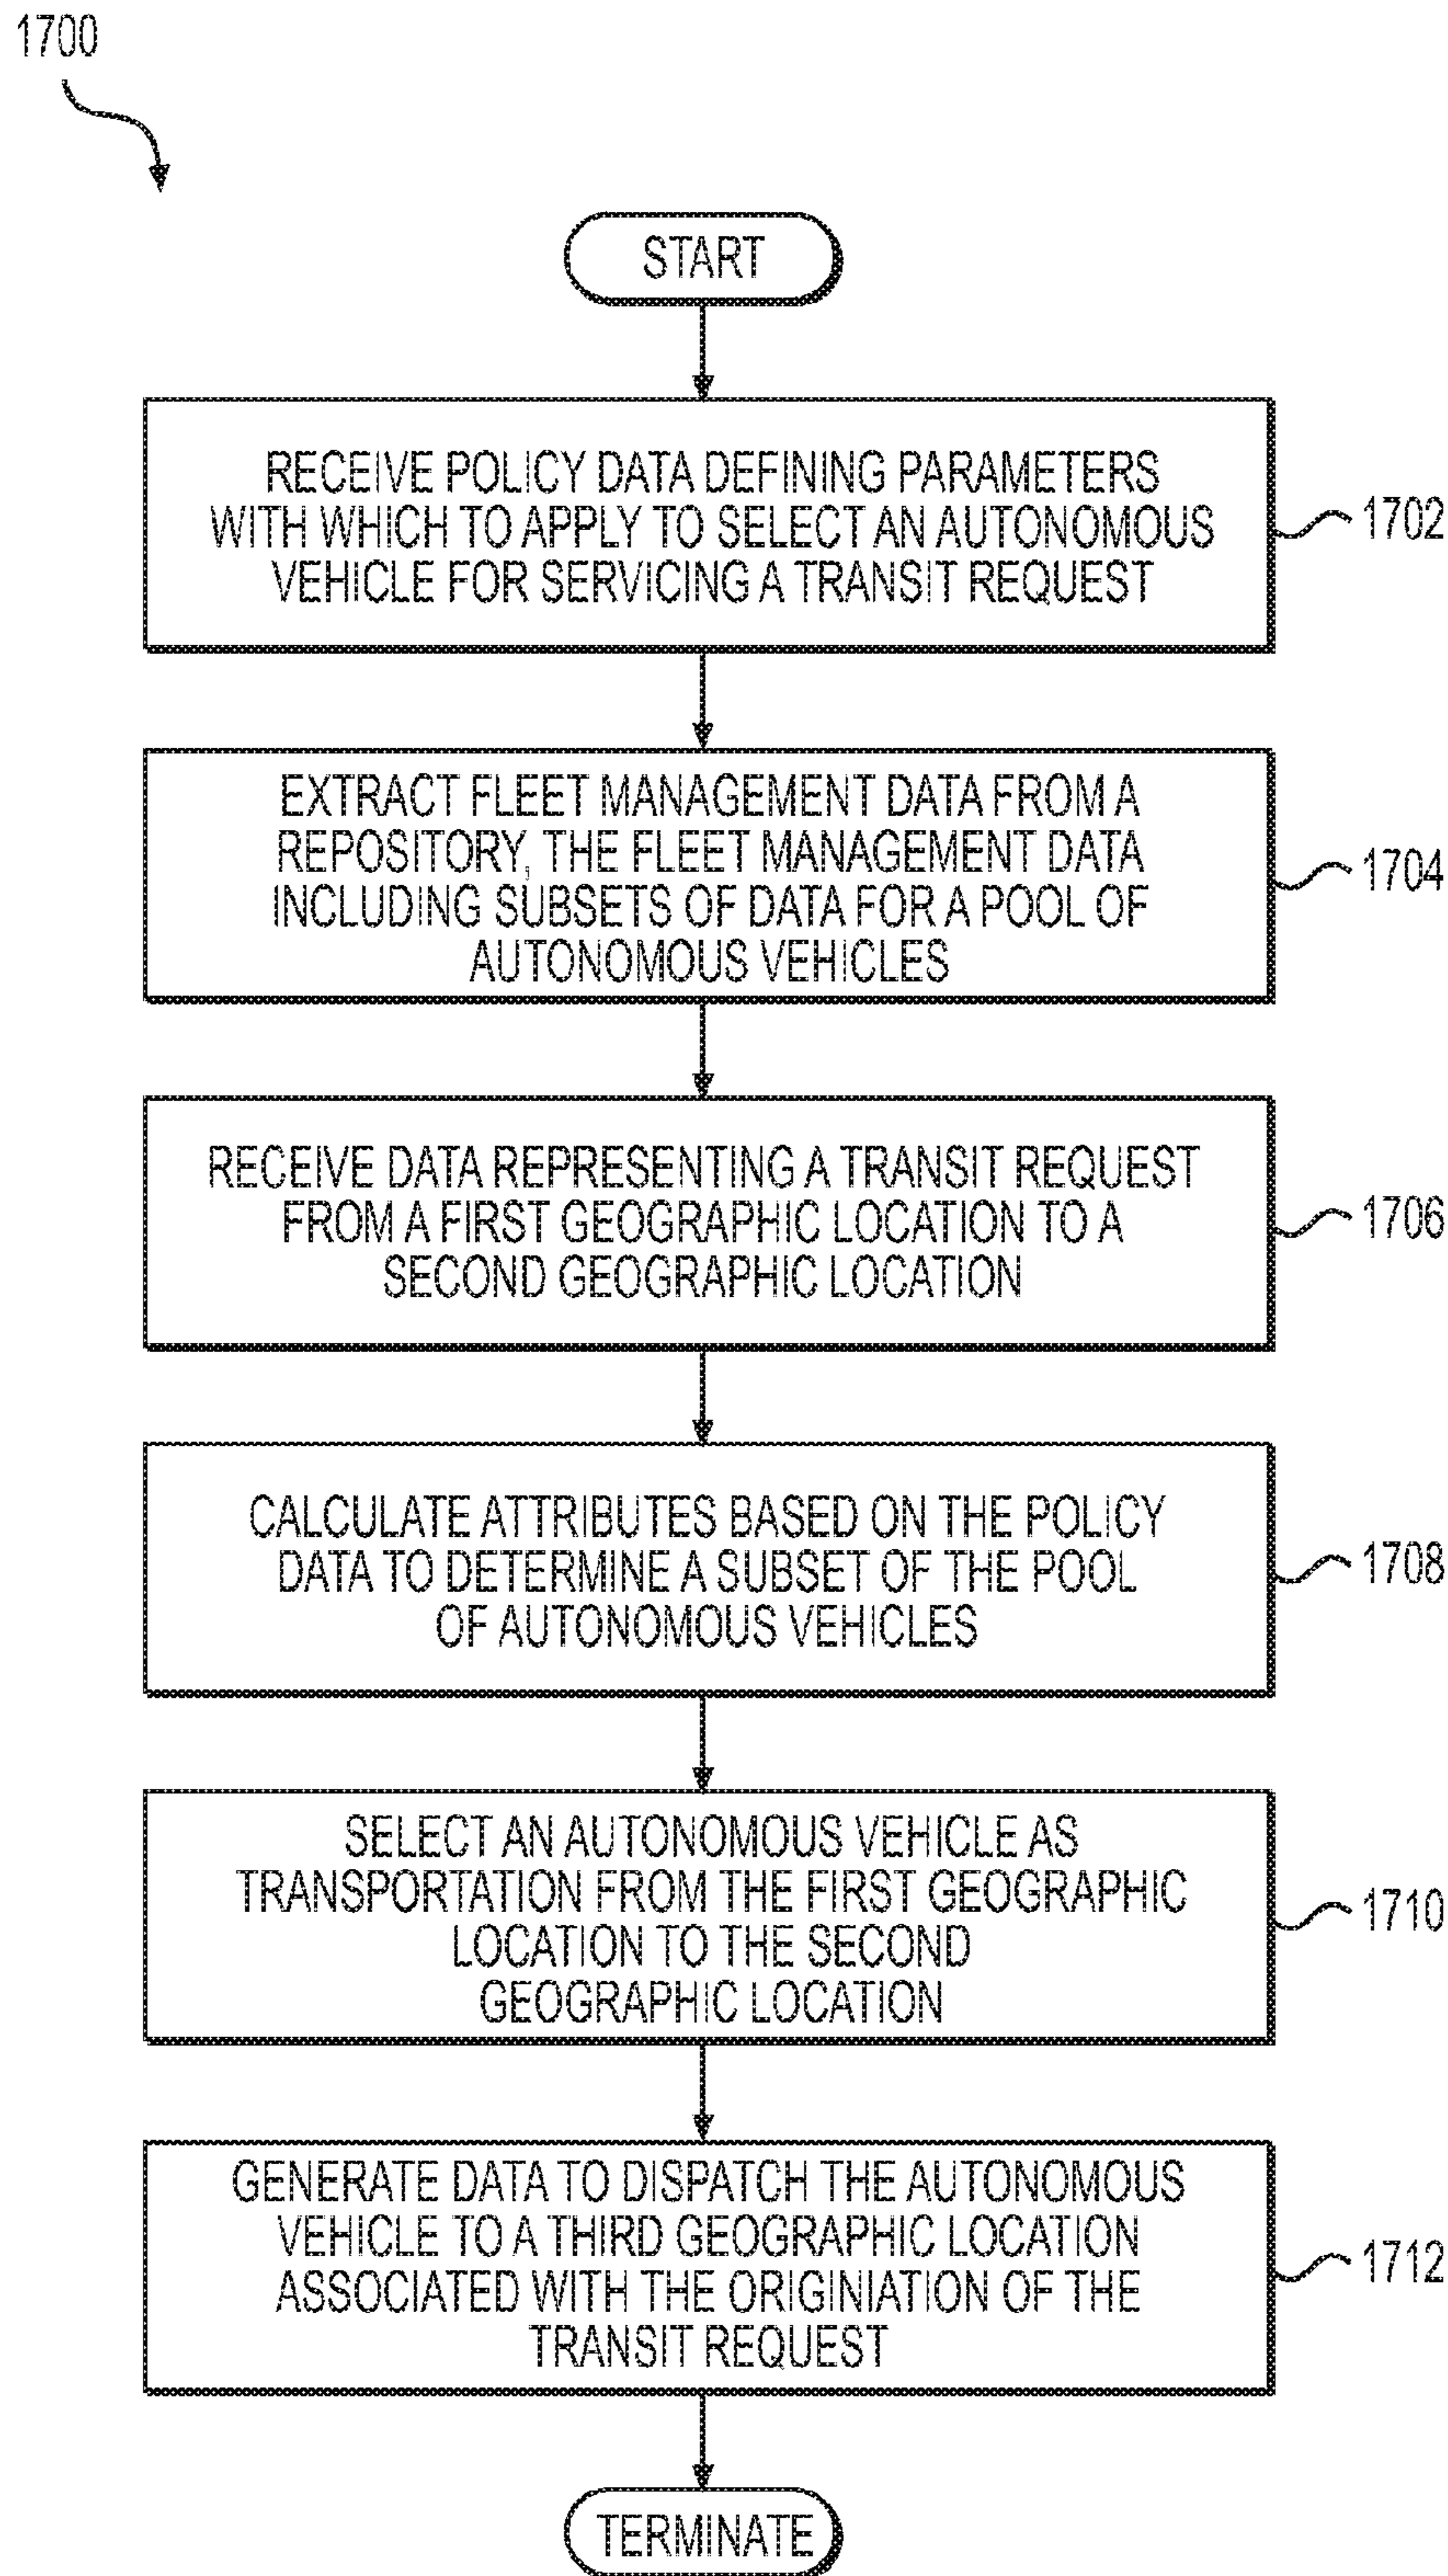 1700
START
RECEIVE POLICY DATA DEFINING PARAMETERS
WITH WHICH TO APPLY TO SELECT AN AUTONOMOUS
VEHICLE FOR SERVICING A TRANSIT REQUEST
1702
EXTRACT FLEET MANAGEMENT DATA FROM A
REPOSITORY, THE FLEET MANAGEMENT DATA
INCLUDING SUBSETS OF DATA FOR A POOL OF
AUTONOMOUS VEHICLES
1704
RECEIVE DATA REPRESENTING A TRANSIT REQUEST
FROM A FIRST GEOGRAPHIC LOCATION TO A
SECOND GEOGRAPHIC LOCATION
1706
CALCULATE ATTRIBUTES BASED ON THE POLICY
DATA TO DETERMINE A SUBSET OF THE POOL
OF AUTONOMOUS VEHICLES
1708
SELECT AN AUTONOMOUS VEHICLE AS
TRANSPORTATION FROM THE FIRST GEOGRAPHIC
LOCATION TO THE SECOND
GEOGRAPHIC LOCATION
1710
GENERATE DATA TO DISPATCH THE AUTONOMOUS
VEHICLE TO A THIRD GEOGRAPHIC LOCATION
ASSOCIATED WITH THE ORIGINIATION OF THE
TRANSIT REQUEST
1712
TERMINATE